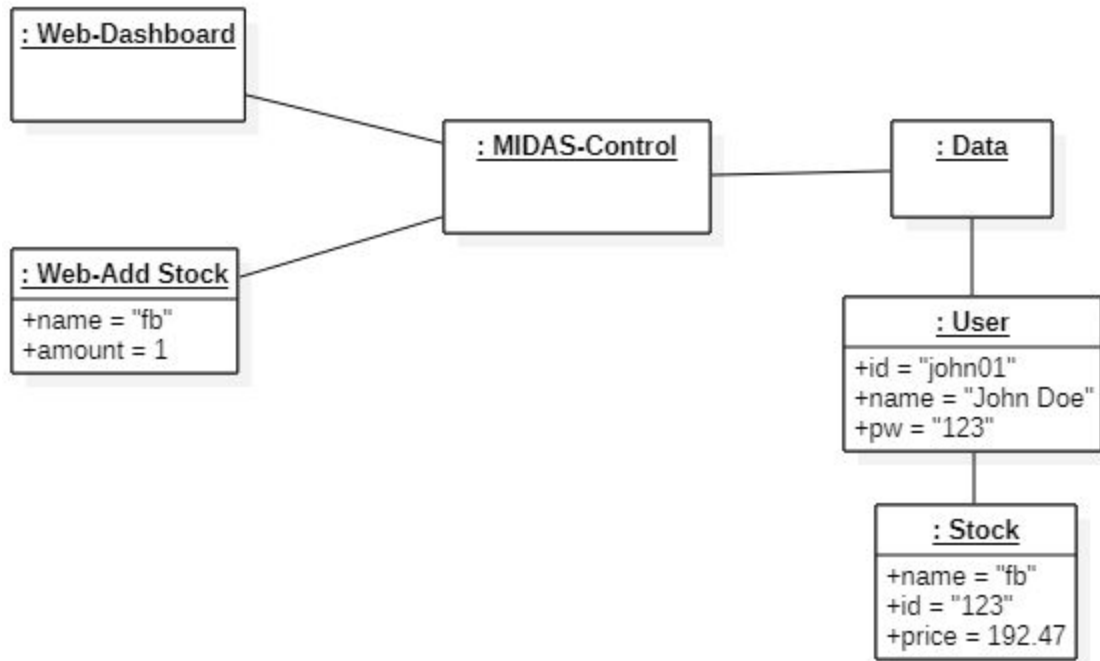 : Web-Dashboard
: MIDAS-Control
: Data
: Web-Add Stock
+name = "fb"
+amount = 1
: User
+id = "john01"
+name = "John Doe"
+pw = "123"
: Stock
+name = "fb"
+id = "123"
+price = 192.47